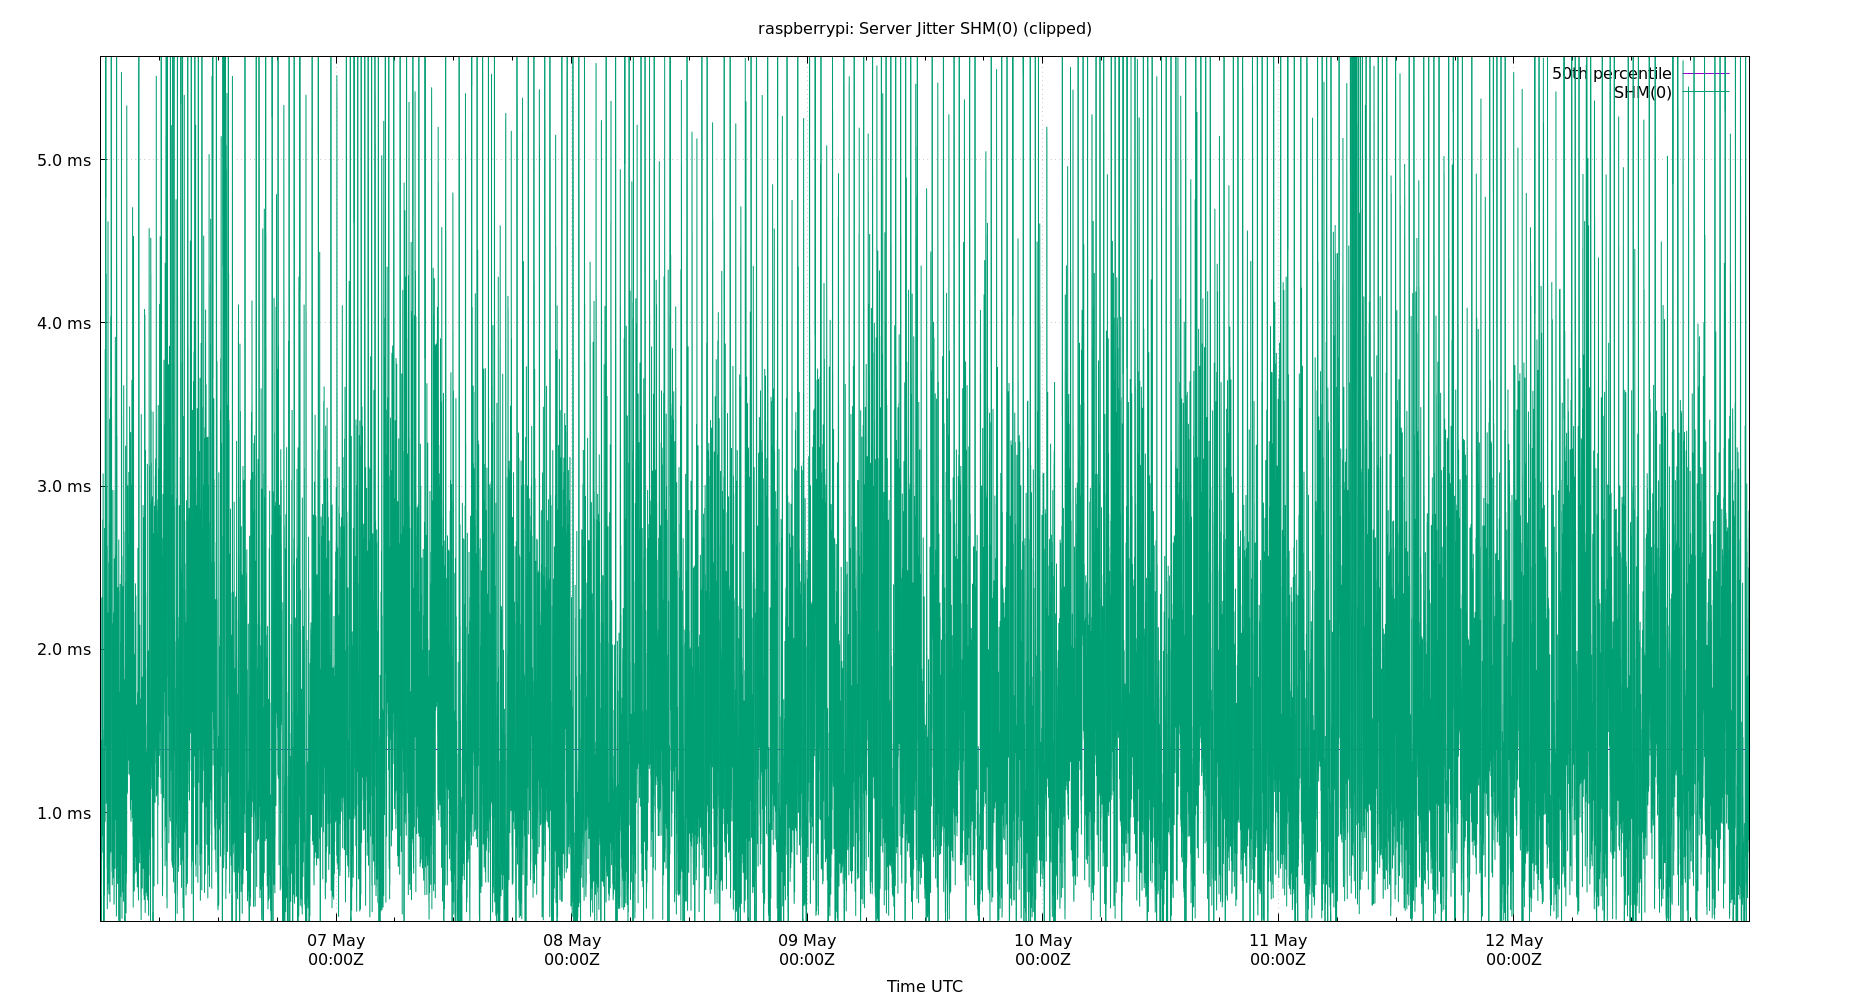 raspberrypi: Server Jitter SHM(0) (clipped)
50th percentile
SHM(0)
5.0 ms
4.0 ms
3.0 ms
2.0 ms
1.0 ms
07 May 08 May 09 May 10 May 11 May 12 May
00:00Z 00:00Z 00:00Z 00:00Z 00:00Z 00:00Z
Time UTC